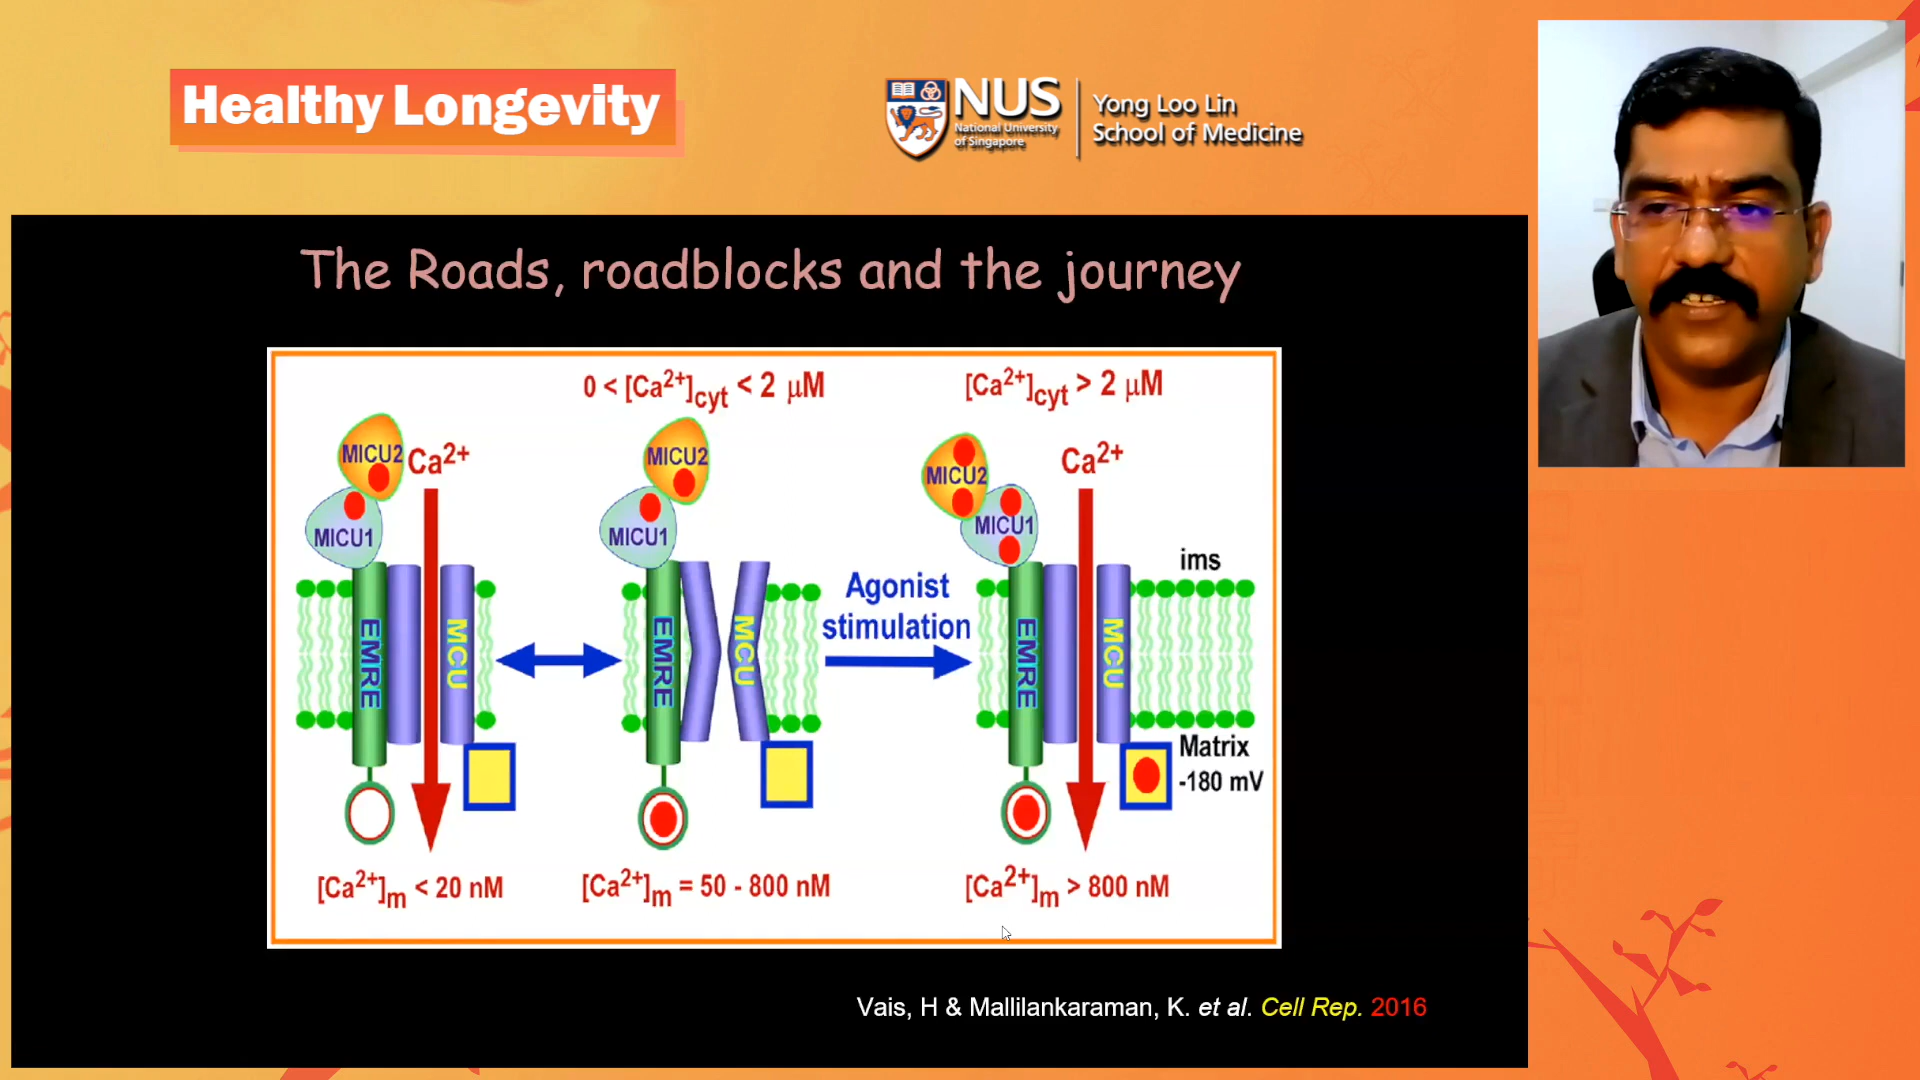 Healthy Longevity
NUS
National University
of Singapore
Yong Loo Lin
School of Medicine
The Roads, roadblocks and the journey
0 < [Ca²⁺]cyt < 2 µM
[Ca²⁺]cyt > 2 µM
MICU2
Ca²⁺
MICU1
EMRE
MCU
MICU2
MICU1
EMRE
MCU
Agonist
stimulation
MICU2
Ca²⁺
MICU1
EMRE
MCU
ims
Matrix
-180 mV
[Ca²⁺]m < 20 nM
[Ca²⁺]m = 50 - 800 nM
[Ca²⁺]m > 800 nM
Vais, H & Mallilankaraman, K. et al. Cell Rep. 2016